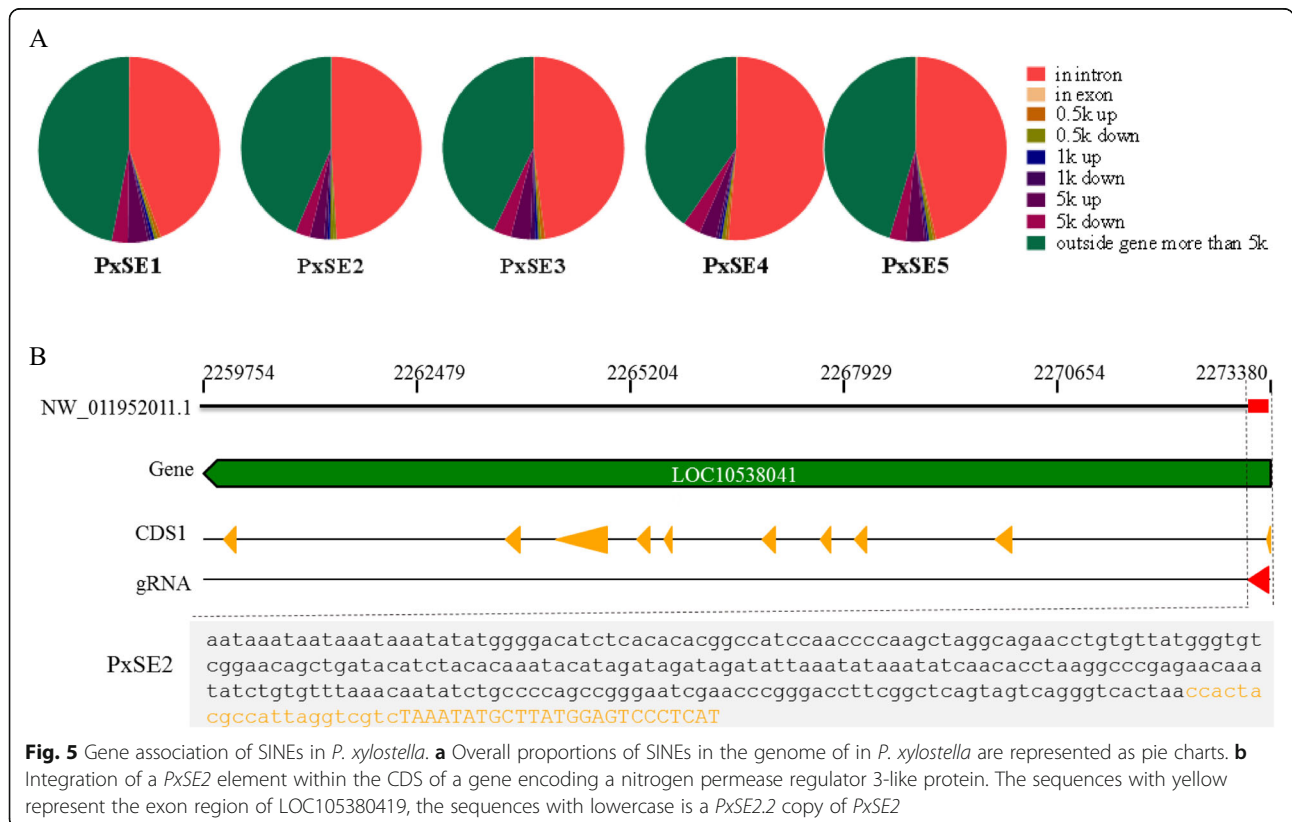 A
in intron
in exon
0.5k up
0.5k down
1k up
1k down
5k up
5k down
outside gene more than 5k
PxSE1 PxSE2 PxSE3 PxSE4 PxSE5
B
2259754 2262479 2265204 2267929 2270654 2273380
NW_011952011.1
Gene LOC10538041
CDS1
gRNA
PxSE2
aataaataataaataaatatatggggacatctcacacacggccatccaaccccaagctaggcagaacctgtgttatgggtgt
cggaacagctgatacatctacacaaatacatagatagatagatattaaatataaatatcaacacctaaggcccgagaacaaa
tatctgtgtttaaacaatatctgccccagccgggaatcgaacccgggaccttcggctcagtagtcagggtcactaaccacta
cgccattaggtcgtcTAAATATGCTTATGGAGTCCCTCAT
Fig. 5 Gene association of SINEs in P. xylostella. a Overall proportions of SINEs in the genome of in P. xylostella are represented as pie charts. b
Integration of a PxSE2 element within the CDS of a gene encoding a nitrogen permease regulator 3-like protein. The sequences with yellow
represent the exon region of LOC105380419, the sequences with lowercase is a PxSE2.2 copy of PxSE2